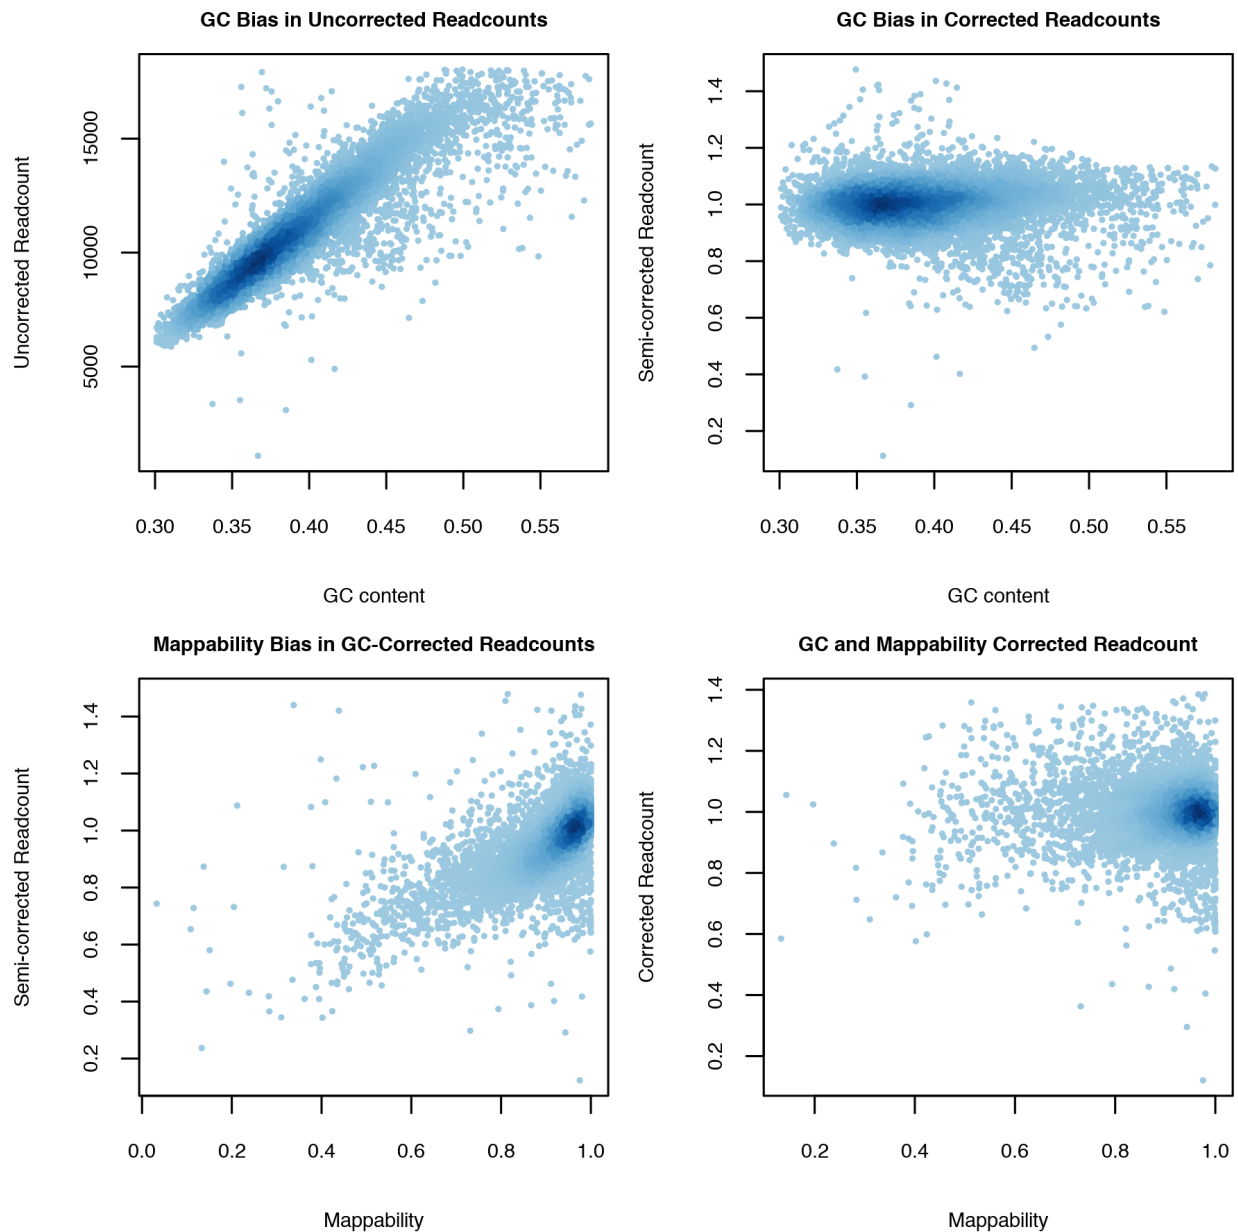 GC Bias in Uncorrected Readcounts
Uncorrected Readcount
15000
10000
5000
0.30 0.35 0.40 0.45 0.50 0.55
GC content
GC Bias in Corrected Readcounts
Semi-corrected Readcount
1.4
1.2
1.0
0.8
0.6
0.4
0.2
0.30 0.35 0.40 0.45 0.50 0.55
GC content
Mappability Bias in GC-Corrected Readcounts
Semi-corrected Readcount
1.4
1.2
1.0
0.8
0.6
0.4
0.2
0.0 0.2 0.4 0.6 0.8 1.0
Mappability
GC and Mappability Corrected Readcount
Corrected Readcount
1.4
1.2
1.0
0.8
0.6
0.4
0.2
0.2 0.4 0.6 0.8 1.0
Mappability